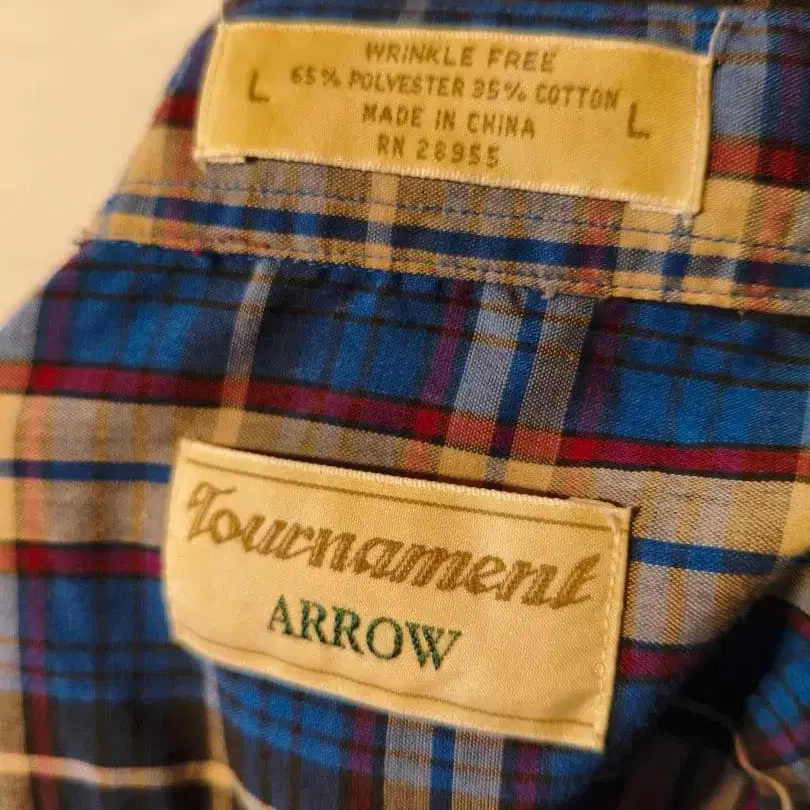 WRINKLE FREE
L 65% POLYESTER 35% COTTON L
MADE IN CHINA
RN 28955
Tournament
ARROW